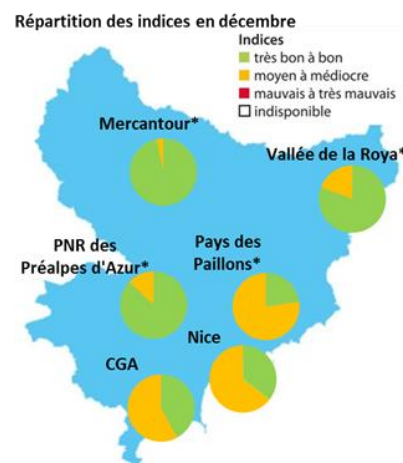 Répartition des indices en décembre
Indices
très bon à bon
moyen à médiocre
mauvais à très mauvais
indisponible
Mercantour*
Vallée de la Roya*
PNR des
Préalpes d'Azur*
Pays des
Paillons*
Nice
CGA